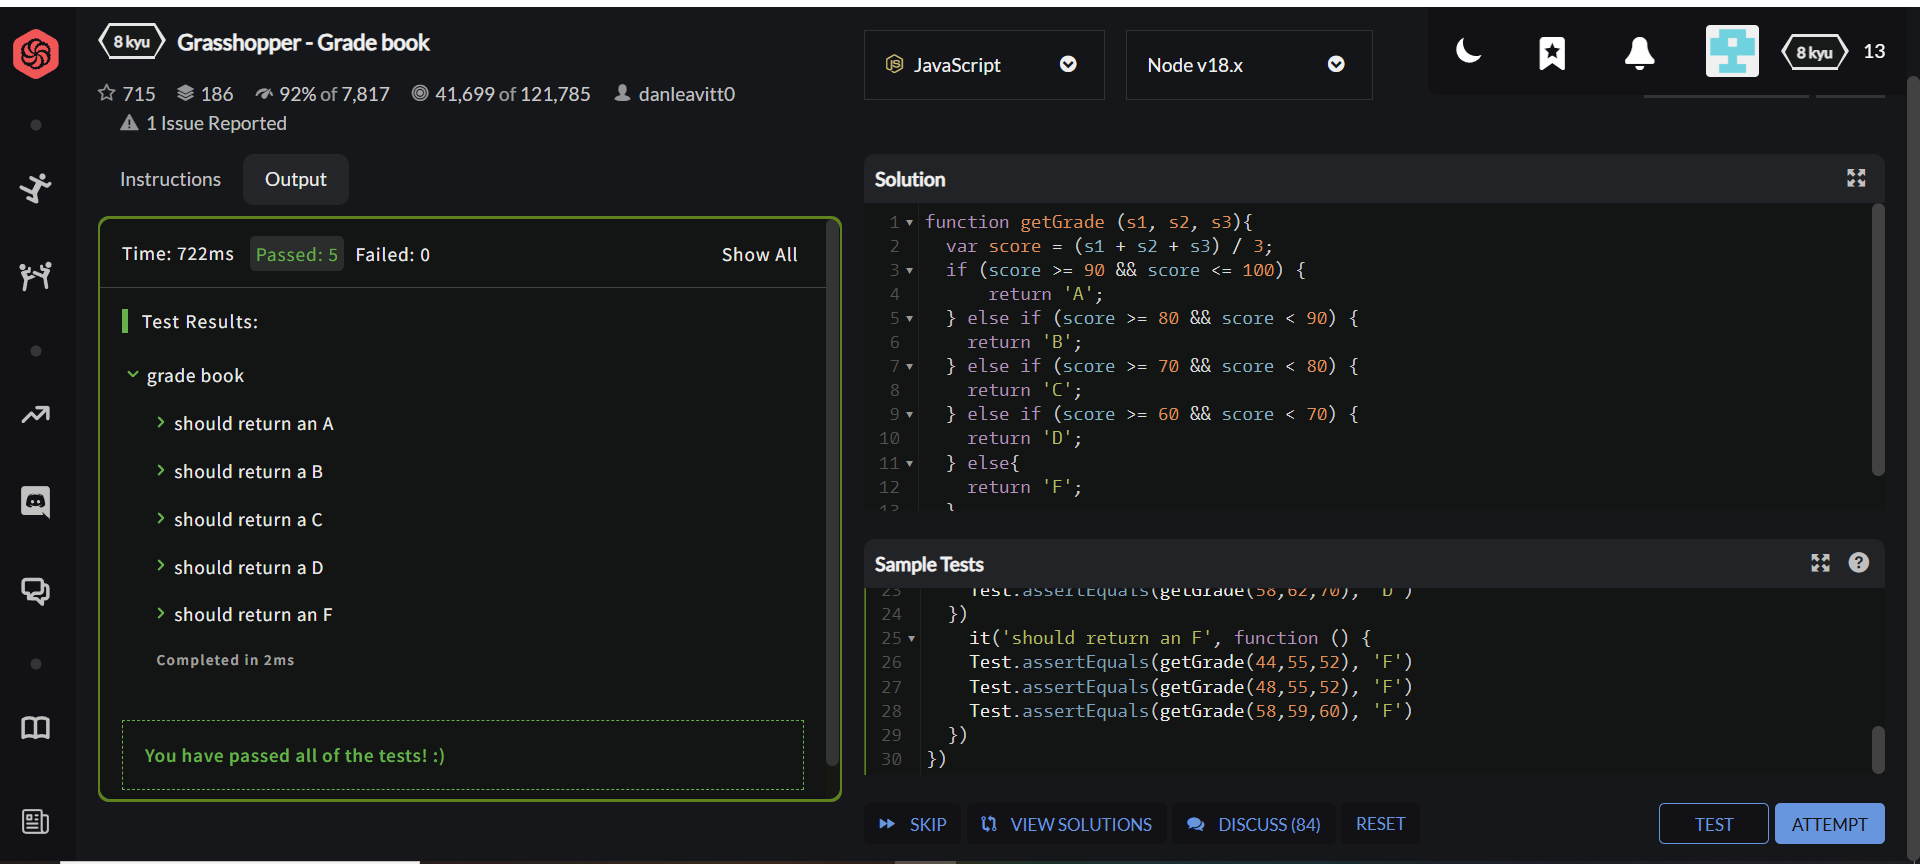 8 kyu Grasshopper - Grade book
715 186 92% of 7,817 41,699 of 121,785 danleavitt0
1 Issue Reported
JavaScript
Node v18.x
8 kyu 13
Instructions Output
Time: 722ms Passed: 5 Failed: 0 Show All
Test Results:
grade book
should return an A
should return a B
should return a C
should return a D
should return an F
Completed in 2ms
You have passed all of the tests! :)
Solution
1 function getGrade (s1, s2, s3){
2 var score = (s1 + s2 + s3) / 3;
3 if (score >= 90 && score <= 100) {
4 return 'A';
5 } else if (score >= 80 && score < 90) {
6 return 'B';
7 } else if (score >= 70 && score < 80) {
8 return 'C';
9 } else if (score >= 60 && score < 70) {
10 return 'D';
11 } else{
12 return 'F';
13 }
Sample Tests
23 Test.assertEquals(getGrade(58,62,70), 'D')
24 })
25 it('should return an F', function () {
26 Test.assertEquals(getGrade(44,55,52), 'F')
27 Test.assertEquals(getGrade(48,55,52), 'F')
28 Test.assertEquals(getGrade(58,59,60), 'F')
29 })
30 })
SKIP VIEW SOLUTIONS DISCUSS (84) RESET TEST ATTEMPT